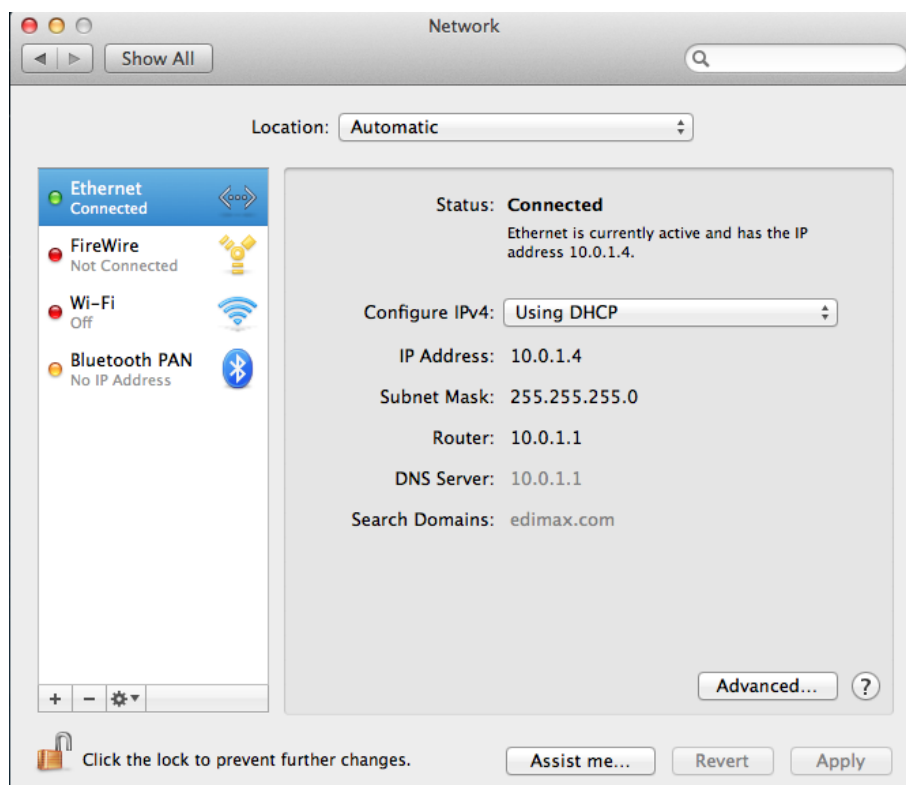 Network
Show All
Location: Automatic
Ethernet
Connected
FireWire
Not Connected
Wi-Fi
Off
Bluetooth PAN
No IP Address
Status: Connected
Ethernet is currently active and has the IP
address 10.0.1.4.
Configure IPv4: Using DHCP
IP Address: 10.0.1.4
Subnet Mask: 255.255.255.0
Router: 10.0.1.1
DNS Server: 10.0.1.1
Search Domains: edimax.com
Advanced... ?
+ −
Click the lock to prevent further changes.
Assist me... Revert Apply